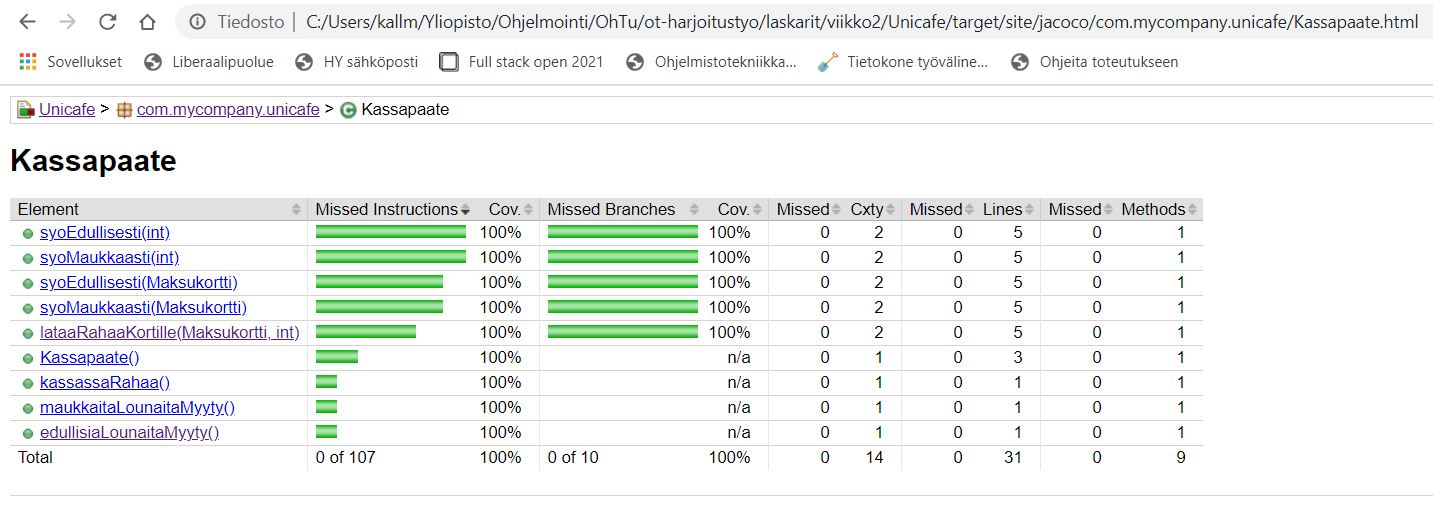 Tiedosto | C:/Users/kallm/Yliopisto/Ohjelmointi/OhTu/ot-harjoitustyo/laskarit/viikko2/Unicafe/target/site/jacoco/com.mycompany.unicafe/Kassapaate.html
Sovellukset Liberaalipuolue HY sähköposti Full stack open 2021 Ohjelmistotekniikka... Tietokone työväline... Ohjeita toteutukseen
Unicafe > com.mycompany.unicafe > Kassapaate
Kassapaate
Element Missed Instructions Cov. Missed Branches Cov. Missed Cxty Missed Lines Missed Methods
syoEdullisesti(int) 100% 100% 0 2 0 5 0 1
syoMaukkaasti(int) 100% 100% 0 2 0 5 0 1
syoEdullisesti(Maksukortti) 100% 100% 0 2 0 5 0 1
syoMaukkaasti(Maksukortti) 100% 100% 0 2 0 5 0 1
lataaRahaaKortille(Maksukortti, int) 100% 100% 0 2 0 5 0 1
Kassapaate() 100% n/a 0 1 0 3 0 1
kassassaRahaa() 100% n/a 0 1 0 1 0 1
maukkaitaLounaitaMyyty() 100% n/a 0 1 0 1 0 1
edullisiaLounaitaMyyty() 100% n/a 0 1 0 1 0 1
Total 0 of 107 100% 0 of 10 100% 0 14 0 31 0 9